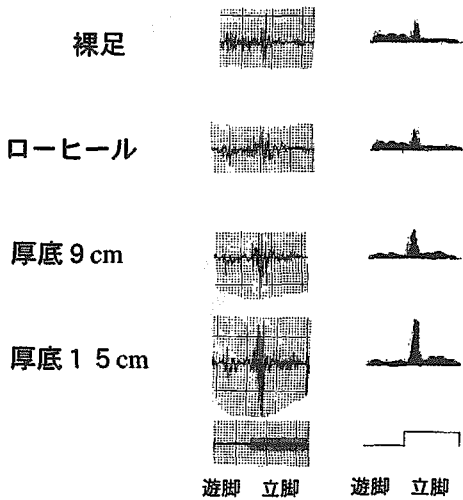 裸足
ローヒール
厚底9cm
厚底15cm
遊脚 立脚 遊脚 立脚